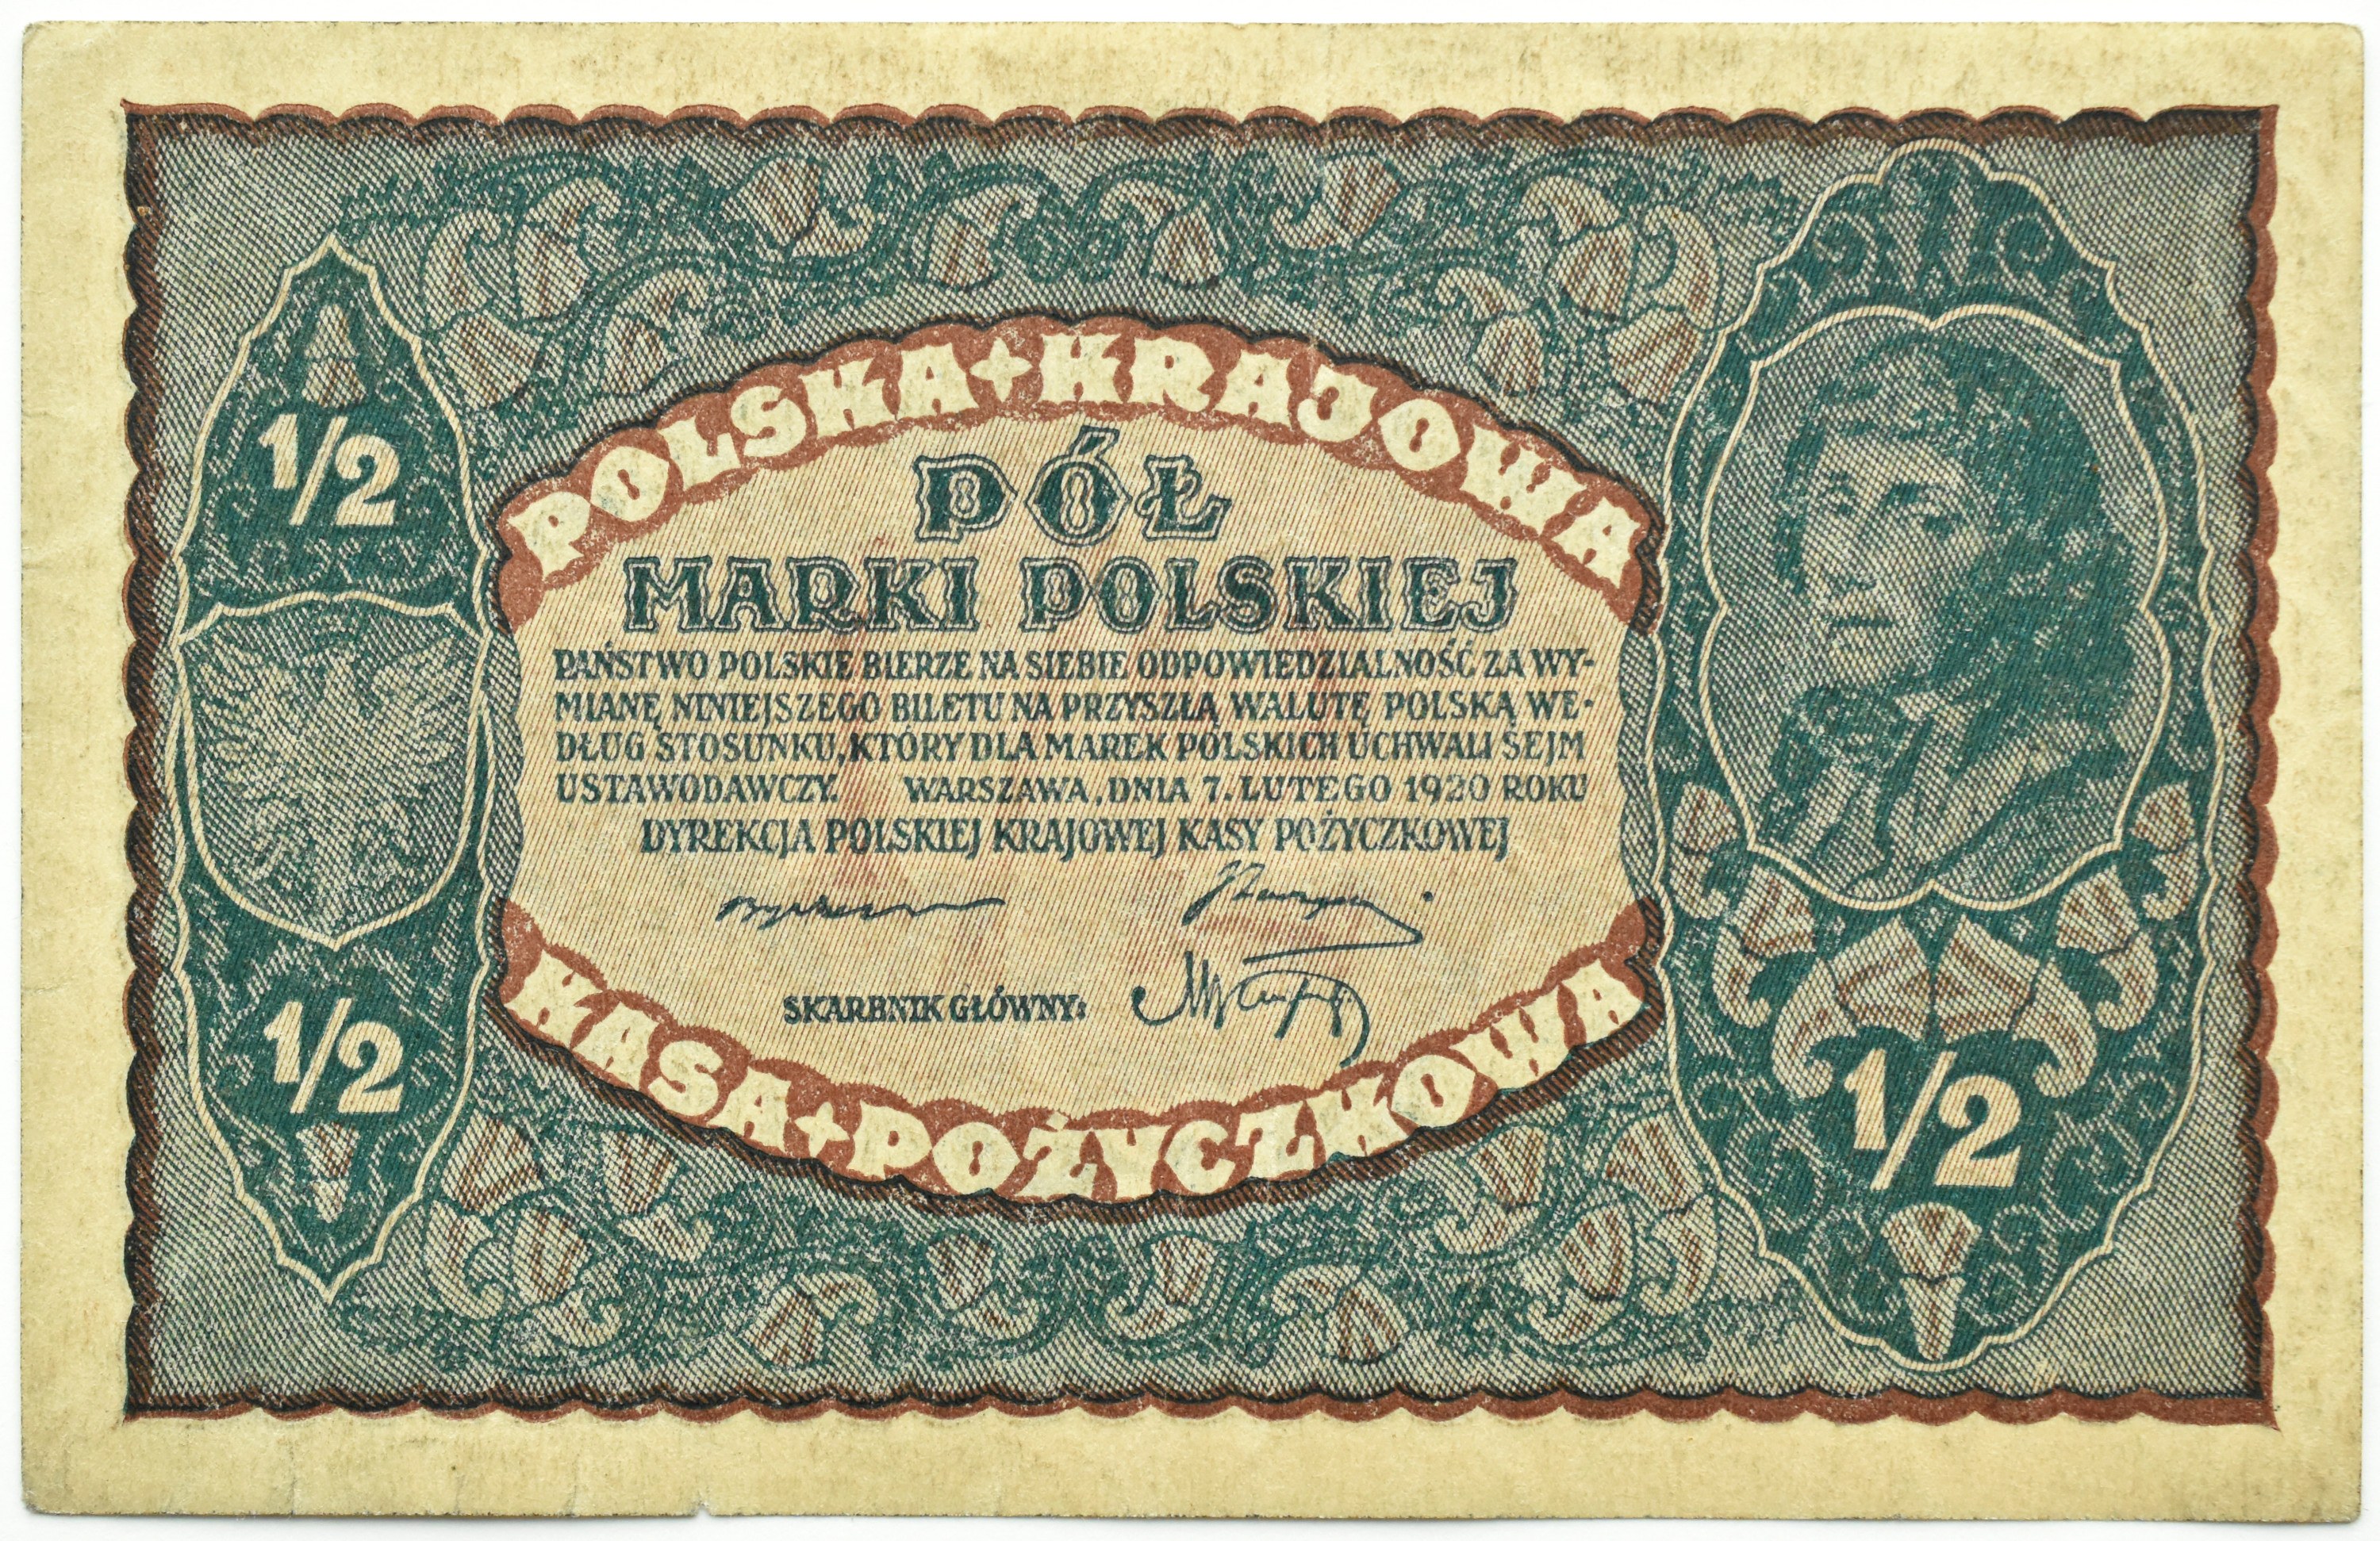 POLSKA + KRAJOWA
1/2
PÓŁ
MARKI POLSKIEJ
PAŃSTWO POLSKIE BIERZE NA SIEBIE ODPOWIEDZIALNOŚĆ ZA WY-
MIANĘ NINIEJSZEGO BILETU NA PRZYSZŁĄ WALUTĘ POLSKĄ WE-
DŁUG STOSUNKU, KTÓRY DLA MAREK POLSKICH UCHWALI SEJM
USTAWODAWCZY. WARSZAWA, DNIA 7. LUTEGO 1920 ROKU
DYREKCJA POLSKIEJ KRAJOWEJ KASY POŻYCZKOWEJ
SKARBNIK GŁÓWNY:
1/2
1/2
KASA + POŻYCZKOWA